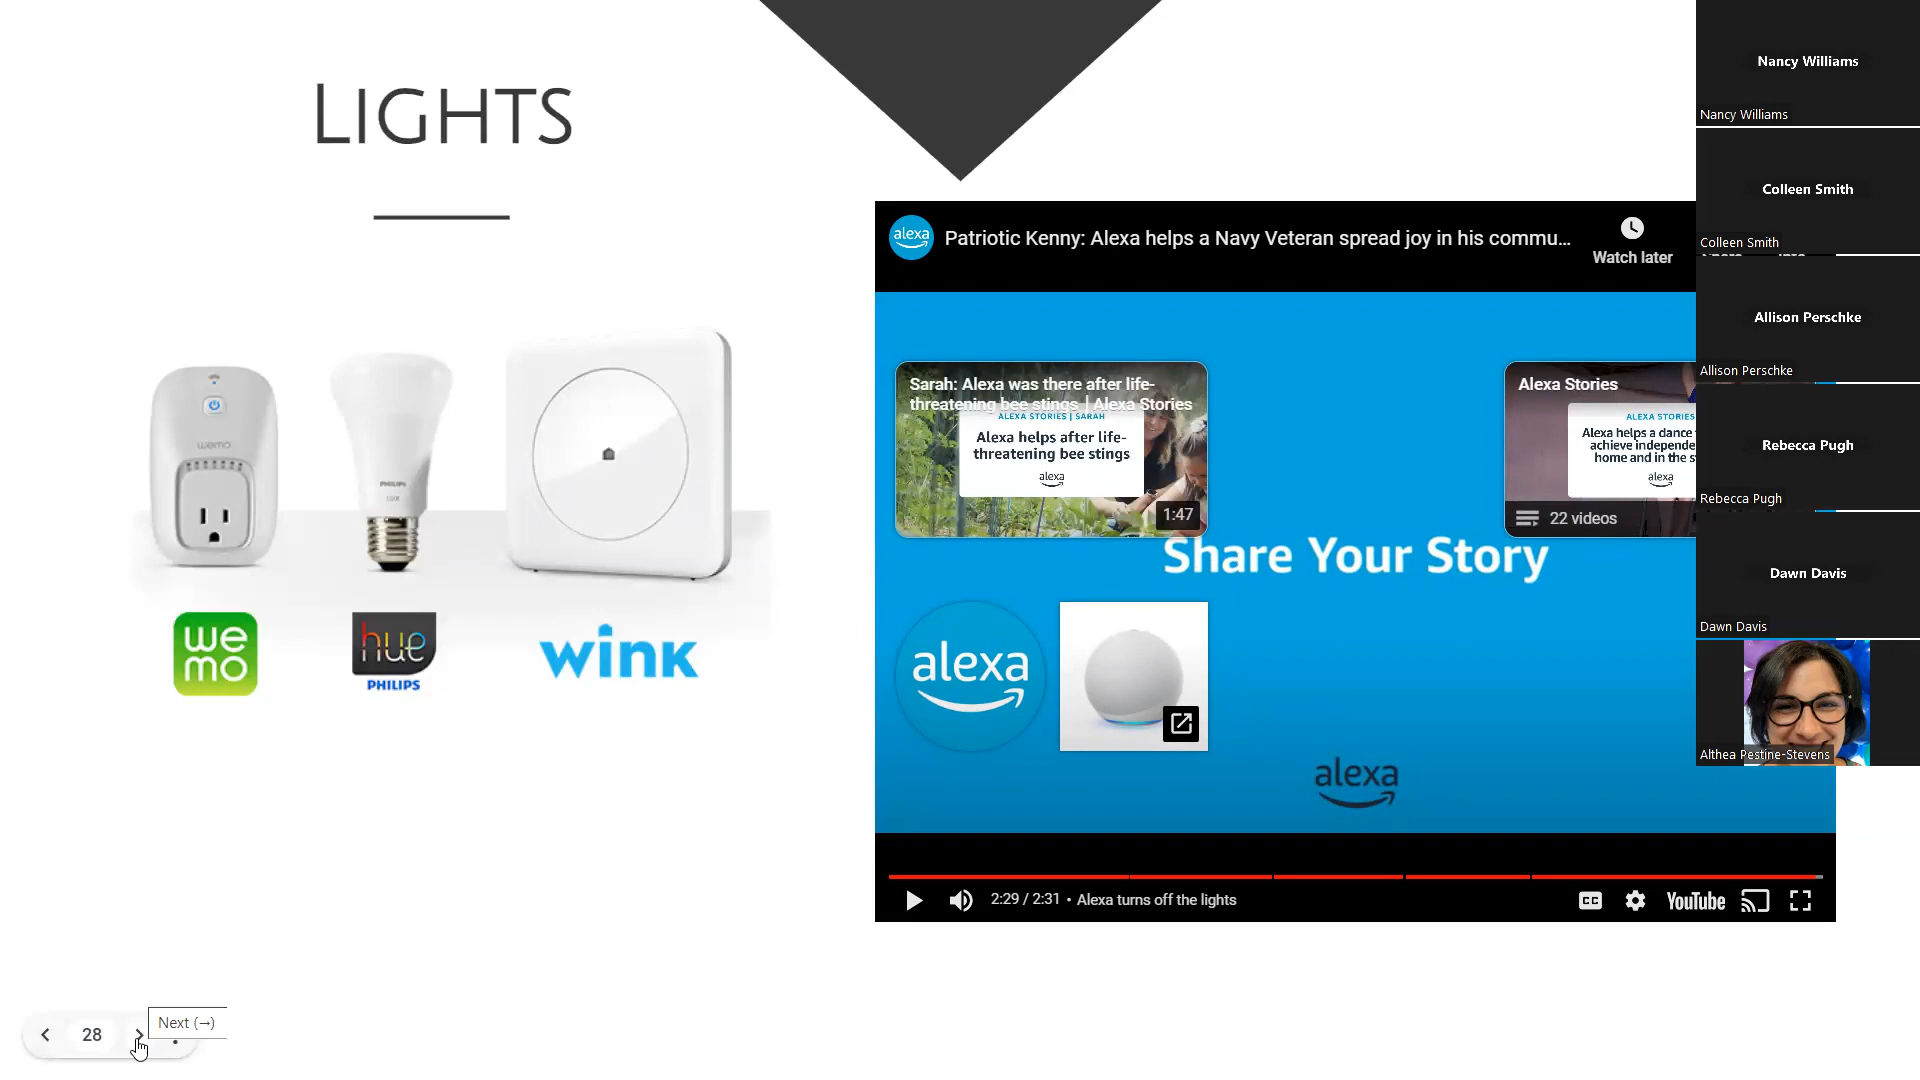 LIGHTS
wemo
PHILIPS
we
mo
hue
PHILIPS
wink
alexa
Patriotic Kenny: Alexa helps a Navy Veteran spread joy in his commu...
Watch later
Sarah: Alexa was there after life-
threatening bee stings | Alexa Stories
ALEXA STORIES | SARAH
Alexa helps after life-
threatening bee stings
alexa
1:47
Alexa Stories
ALEXA STORIES
Alexa helps a dance
achieve independe
home and in the s
alexa
22 videos
Share Your Story
alexa
alexa
2:29 / 2:31 • Alexa turns off the lights
CC
YouTube
Nancy Williams
Nancy Williams
Colleen Smith
Colleen Smith
Allison Perschke
Allison Perschke
Rebecca Pugh
Rebecca Pugh
Dawn Davis
Dawn Davis
Althea Pestine-Stevens
28
Next (→)